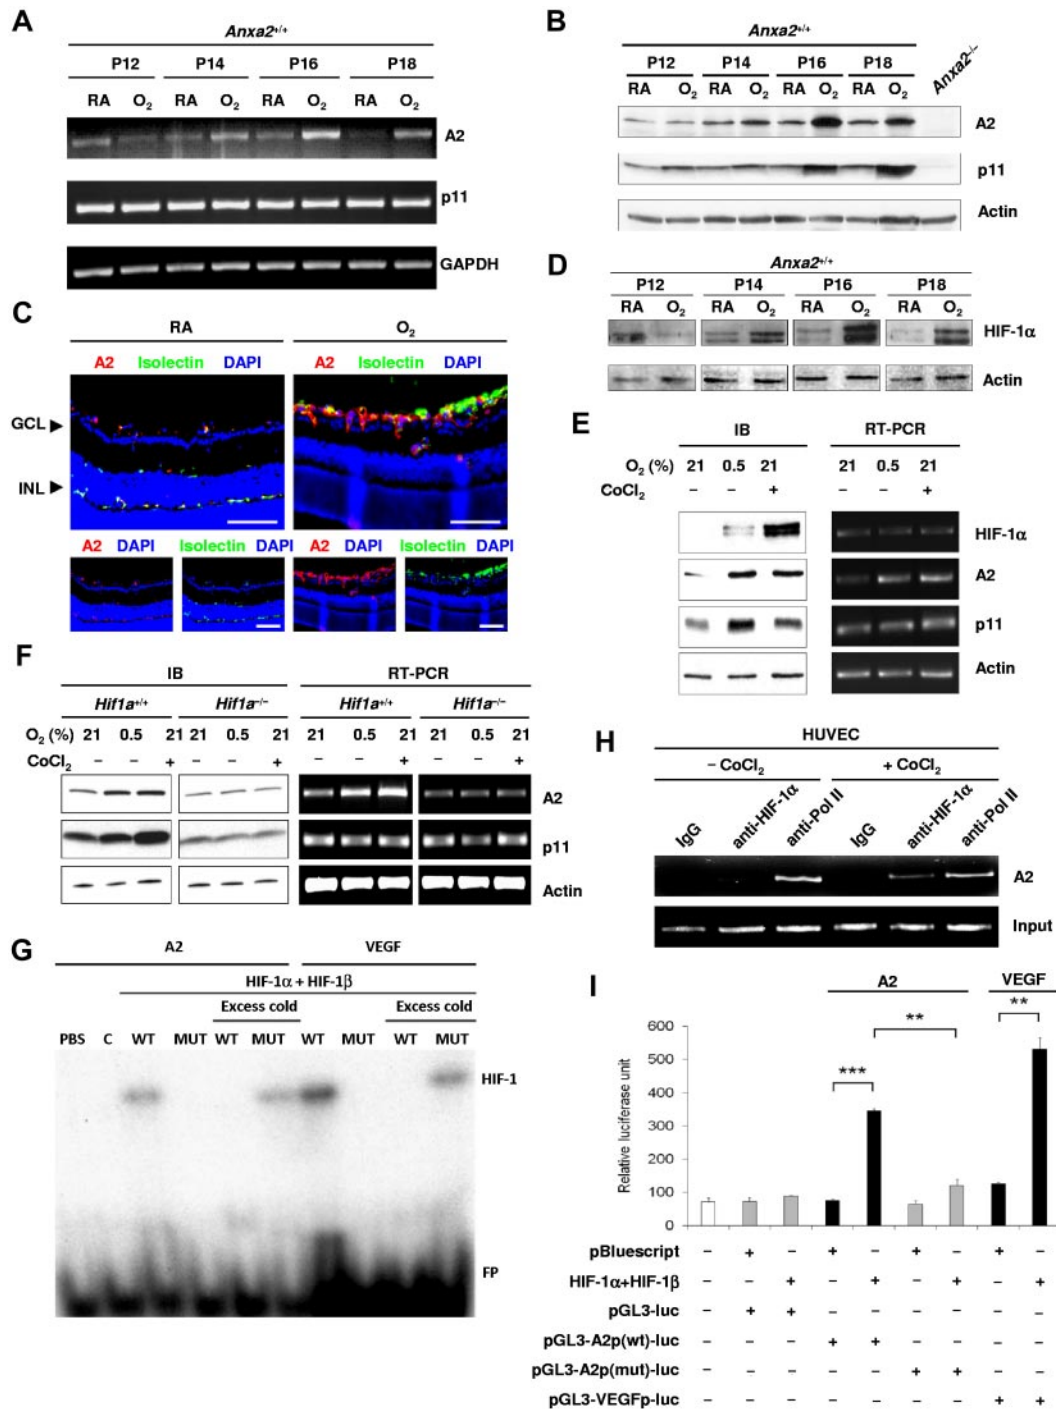 A
Anxa2+/+
P12 P14 P16 P18
RA O2 RA O2 RA O2 RA O2
A2
p11
GAPDH
B
Anxa2+/+
P12 P14 P16 P18 Anxa2−/−
RA O2 RA O2 RA O2 RA O2
A2
p11
Actin
C
RA O2
A2 Isolectin DAPI A2 Isolectin DAPI
GCL
INL
A2 DAPI Isolectin DAPI A2 DAPI Isolectin DAPI
D
Anxa2+/+
P12 P14 P16 P18
RA O2 RA O2 RA O2 RA O2
HIF-1α
Actin
E
IB RT-PCR
O2 (%) 21 0.5 21 21 0.5 21
CoCl2 – – + – – +
HIF-1α
A2
p11
Actin
F
IB RT-PCR
Hif1a+/+ Hif1a−/− Hif1a+/+ Hif1a−/−
O2 (%) 21 0.5 21 21 0.5 21 21 0.5 21 21 0.5 21
CoCl2 – – + – – + – – + – – +
A2
p11
Actin
G
A2 VEGF
HIF-1α + HIF-1β
Excess cold Excess cold
PBS C WT MUT WT MUT WT MUT WT MUT
HIF-1
FP
H
HUVEC
– CoCl2 + CoCl2
IgG anti-HIF-1α anti-Pol II IgG anti-HIF-1α anti-Pol II
A2
Input
I
A2 VEGF
** **
***
Relative luciferase unit
600
500
400
300
200
100
0
pBluescript – + – + – + – + –
HIF-1α+HIF-1β – – + – + – + – +
pGL3-luc – + + – – – – – –
pGL3-A2p(wt)-luc – – – + + – – – –
pGL3-A2p(mut)-luc – – – – – + + – –
pGL3-VEGFp-luc – – – – – – – + +